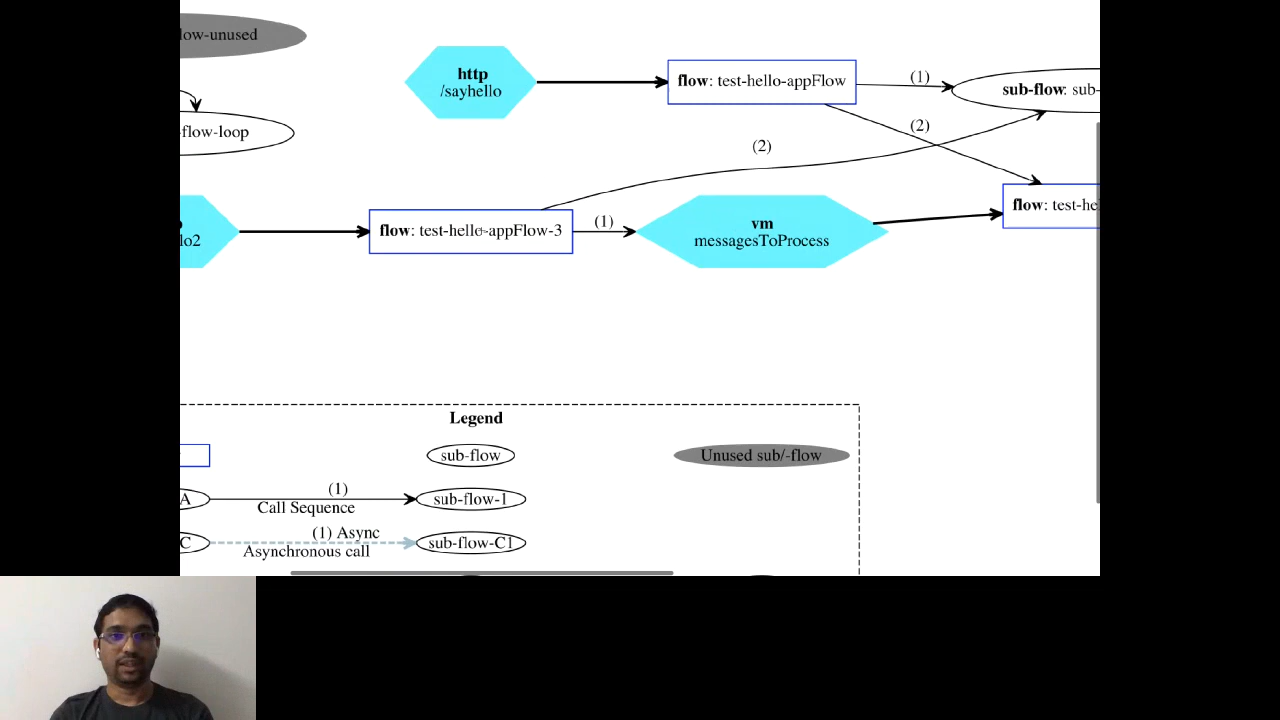 low-unused
http
/sayhello
flow: test-hello-appFlow
(1)
sub-flow: sub-
-flow-loop
(2)
(2)
lo2
flow: test-hello-appFlow-3
(1)
vm
messagesToProcess
flow: test-he
Legend
sub-flow
Unused sub/-flow
A
(1)
Call Sequence
sub-flow-1
C
(1) Async
Asynchronous call
sub-flow-C1